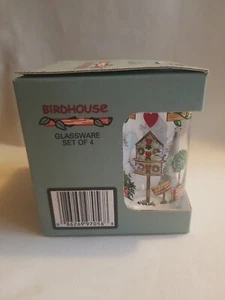 BIRDHOUSE
GLASSWARE
SET OF 4